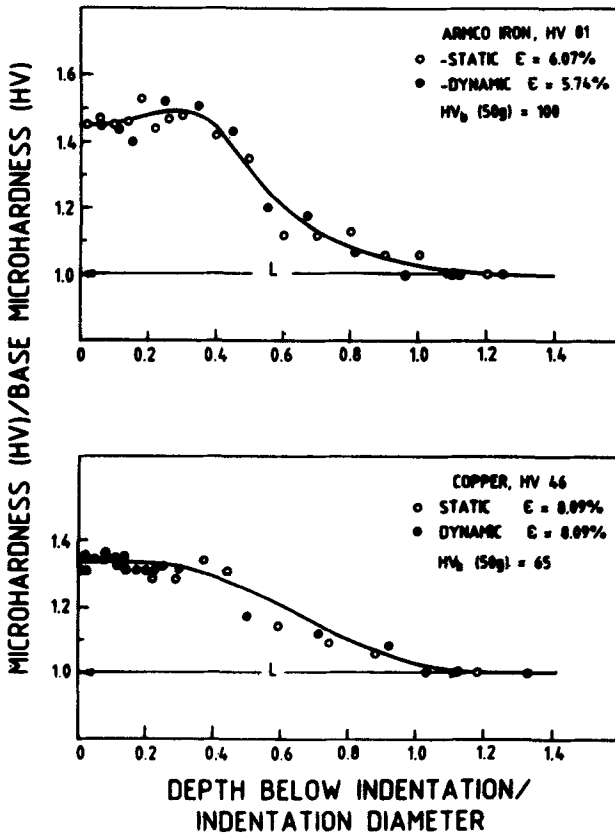 MICROHARDNESS (HV)/BASE MICROHARDNESS (HV)
ARMCO IRON, HV 81
○ -STATIC Ɛ = 6.07%
● -DYNAMIC Ɛ = 5.74%
HVb (50g) = 100
1.6
1.4
1.2
1.0
L
0 0.2 0.4 0.6 0.8 1.0 1.2 1.4
COPPER, HV 46
○ STATIC Ɛ = 8.09%
● DYNAMIC Ɛ = 8.09%
HVb (50g) = 65
1.4
1.2
1.0
L
0 0.2 0.4 0.6 0.8 1.0 1.2 1.4
DEPTH BELOW INDENTATION/
INDENTATION DIAMETER